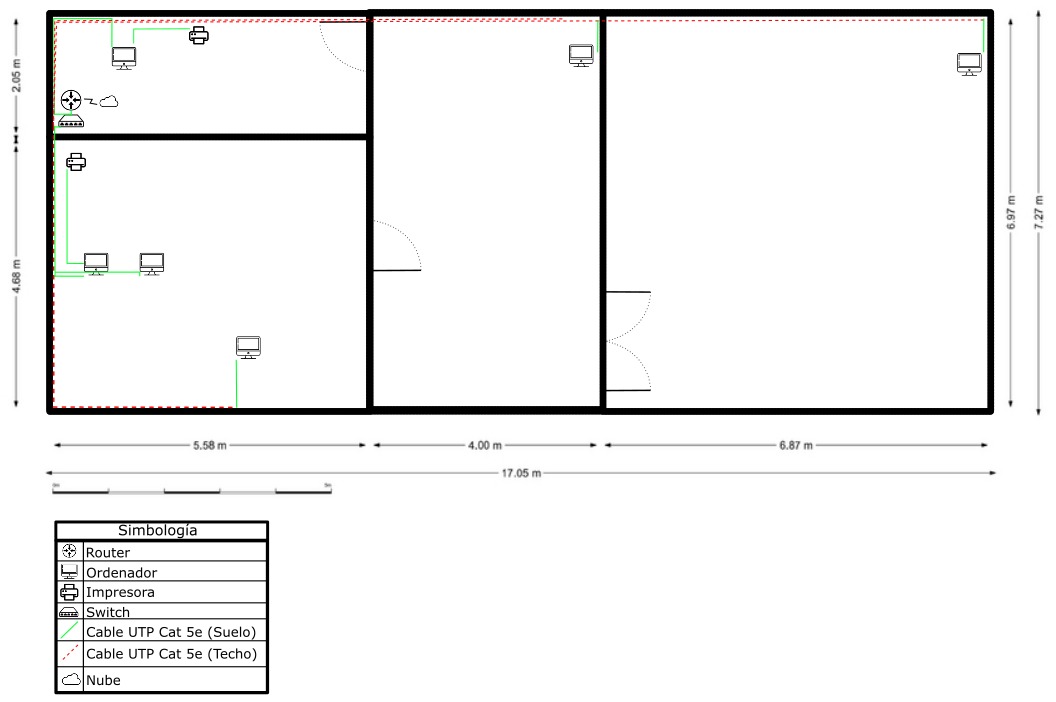 2.05 m
4.68 m
6.97 m
7.27 m
5.58 m
4.00 m
6.87 m
17.05 m
0m
5m
Simbología
Router
Ordenador
Impresora
Switch
Cable UTP Cat 5e (Suelo)
Cable UTP Cat 5e (Techo)
Nube